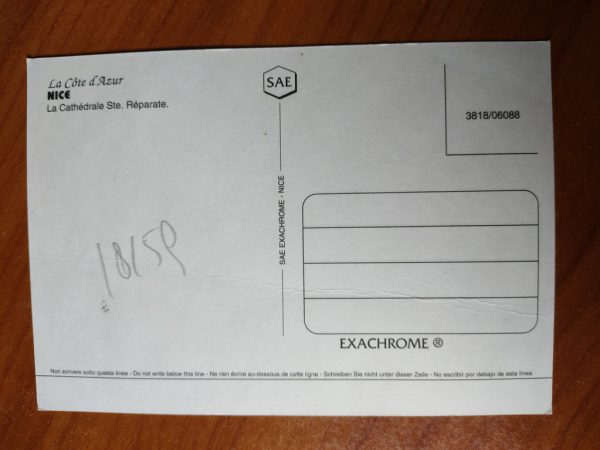 La Côte d'Azur
NICE
La Cathédrale Ste. Réparate.
SAE
3818/06088
SAE EXACHROME - NICE
18159
EXACHROME ®
Non scrivere sotto questa linea - Do not write below this line - Ne rien écrire au-dessous de cette ligne - Schreiben Sie nicht unter dieser Zeile - No escribir por debajo de esta línea